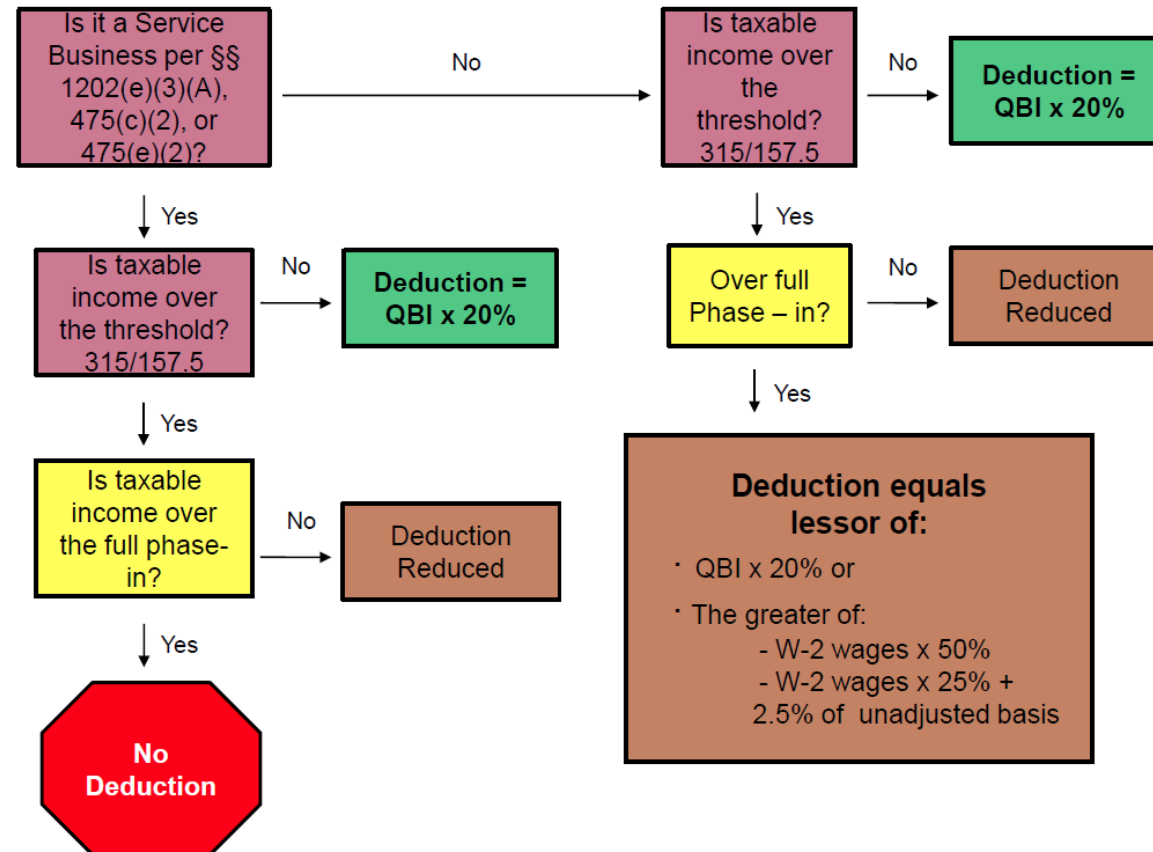 Is it a Service
Business per §§
1202(e)(3)(A),
475(c)(2), or
475(e)(2)?
No
Is taxable
income over
the
threshold?
315/157.5
No
Deduction =
QBI x 20%
Yes
Yes
Is taxable
income over
the threshold?
315/157.5
No
Deduction =
QBI x 20%
Over full
Phase – in?
No
Deduction
Reduced
Yes
Yes
Is taxable
income over
the full phase-
in?
No
Deduction
Reduced
Yes
No
Deduction
Deduction equals
lessor of:
· QBI x 20% or
· The greater of:
- W-2 wages x 50%
- W-2 wages x 25% +
2.5% of unadjusted basis